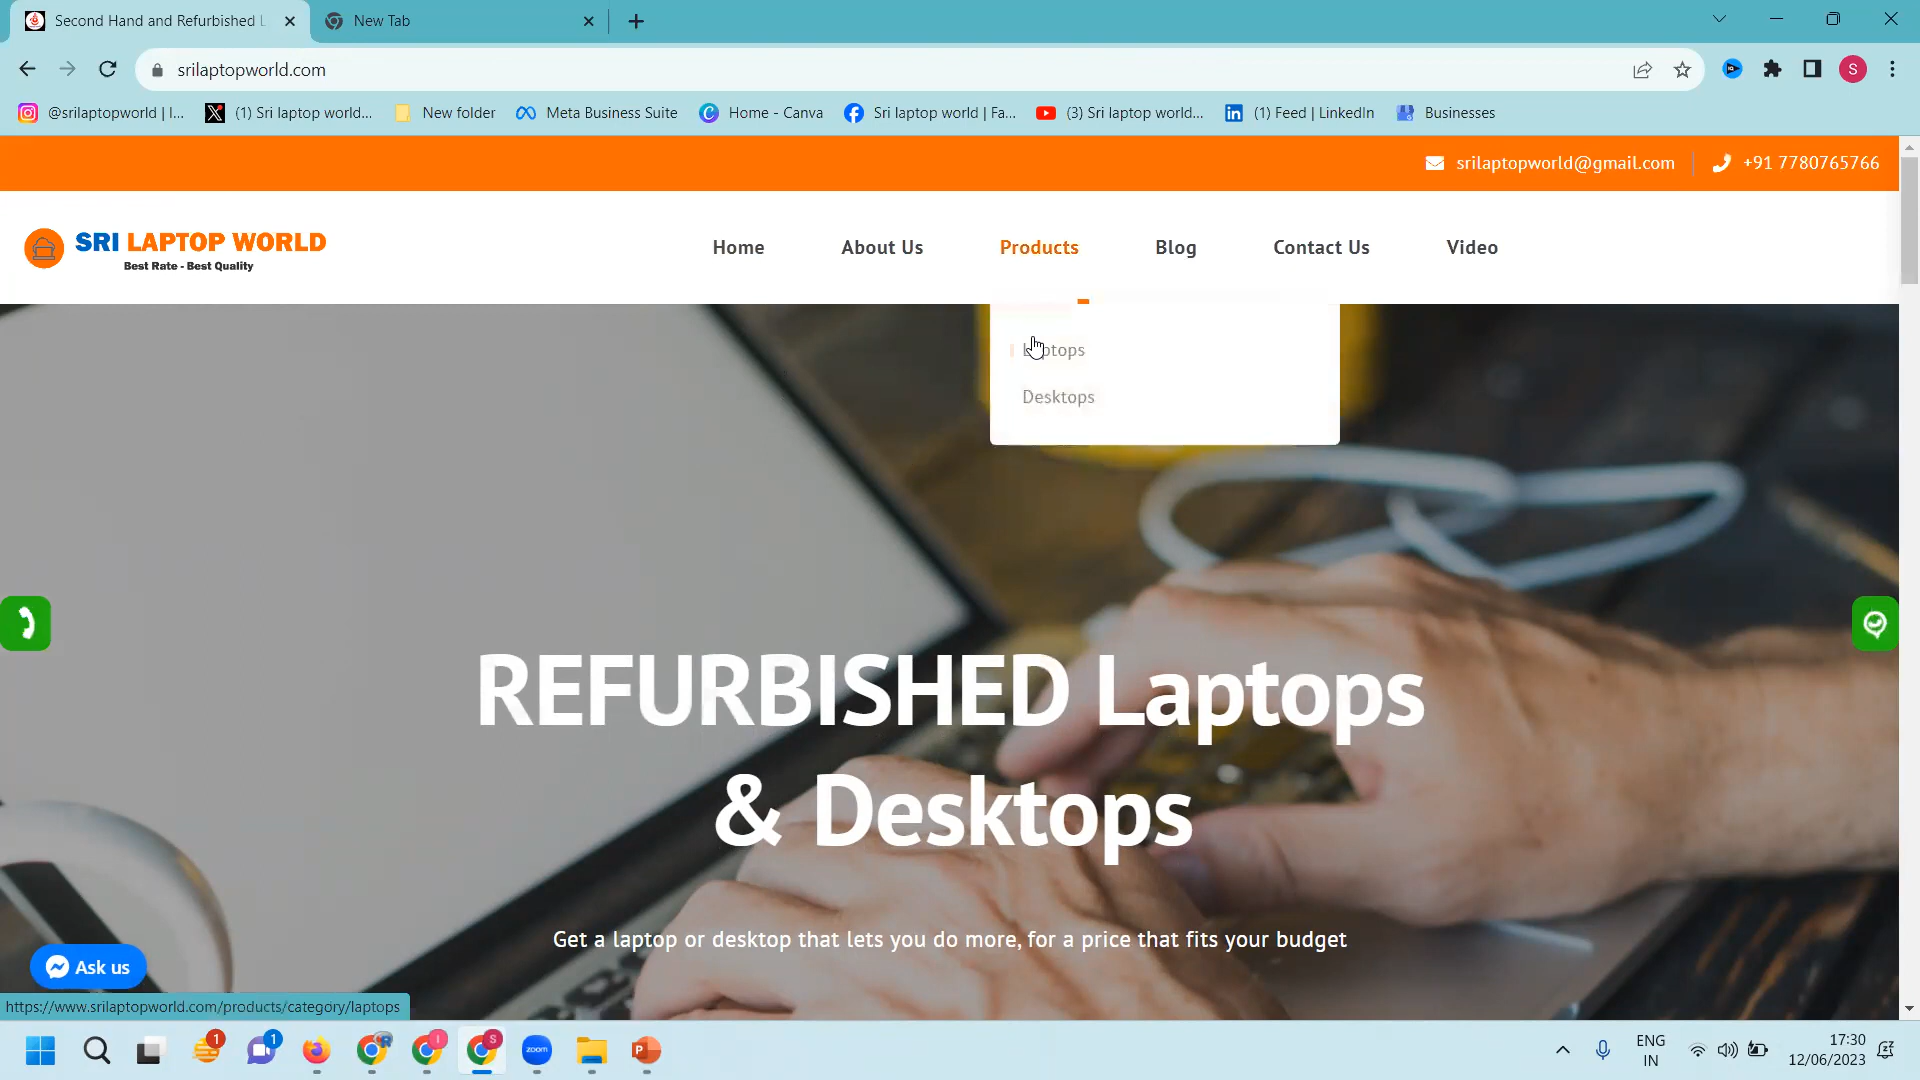 Second Hand and Refurbished L
New Tab
srilaptopworld.com
S
@srilaptopworld | I...
(1) Sri laptop world...
New folder
Meta Business Suite
Home - Canva
Sri laptop world | Fa...
(3) Sri laptop world...
(1) Feed | LinkedIn
Businesses
srilaptopworld@gmail.com
+91 7780765766
SRI LAPTOP WORLD
Best Rate - Best Quality
Home
About Us
Products
Blog
Contact Us
Video
Laptops
Desktops
REFURBISHED Laptops
& Desktops
Get a laptop or desktop that lets you do more, for a price that fits your budget
Ask us
https://www.srilaptopworld.com/products/category/laptops
1
1
R
I
S
zoom
P
ENG
IN
17:30
12/06/2023